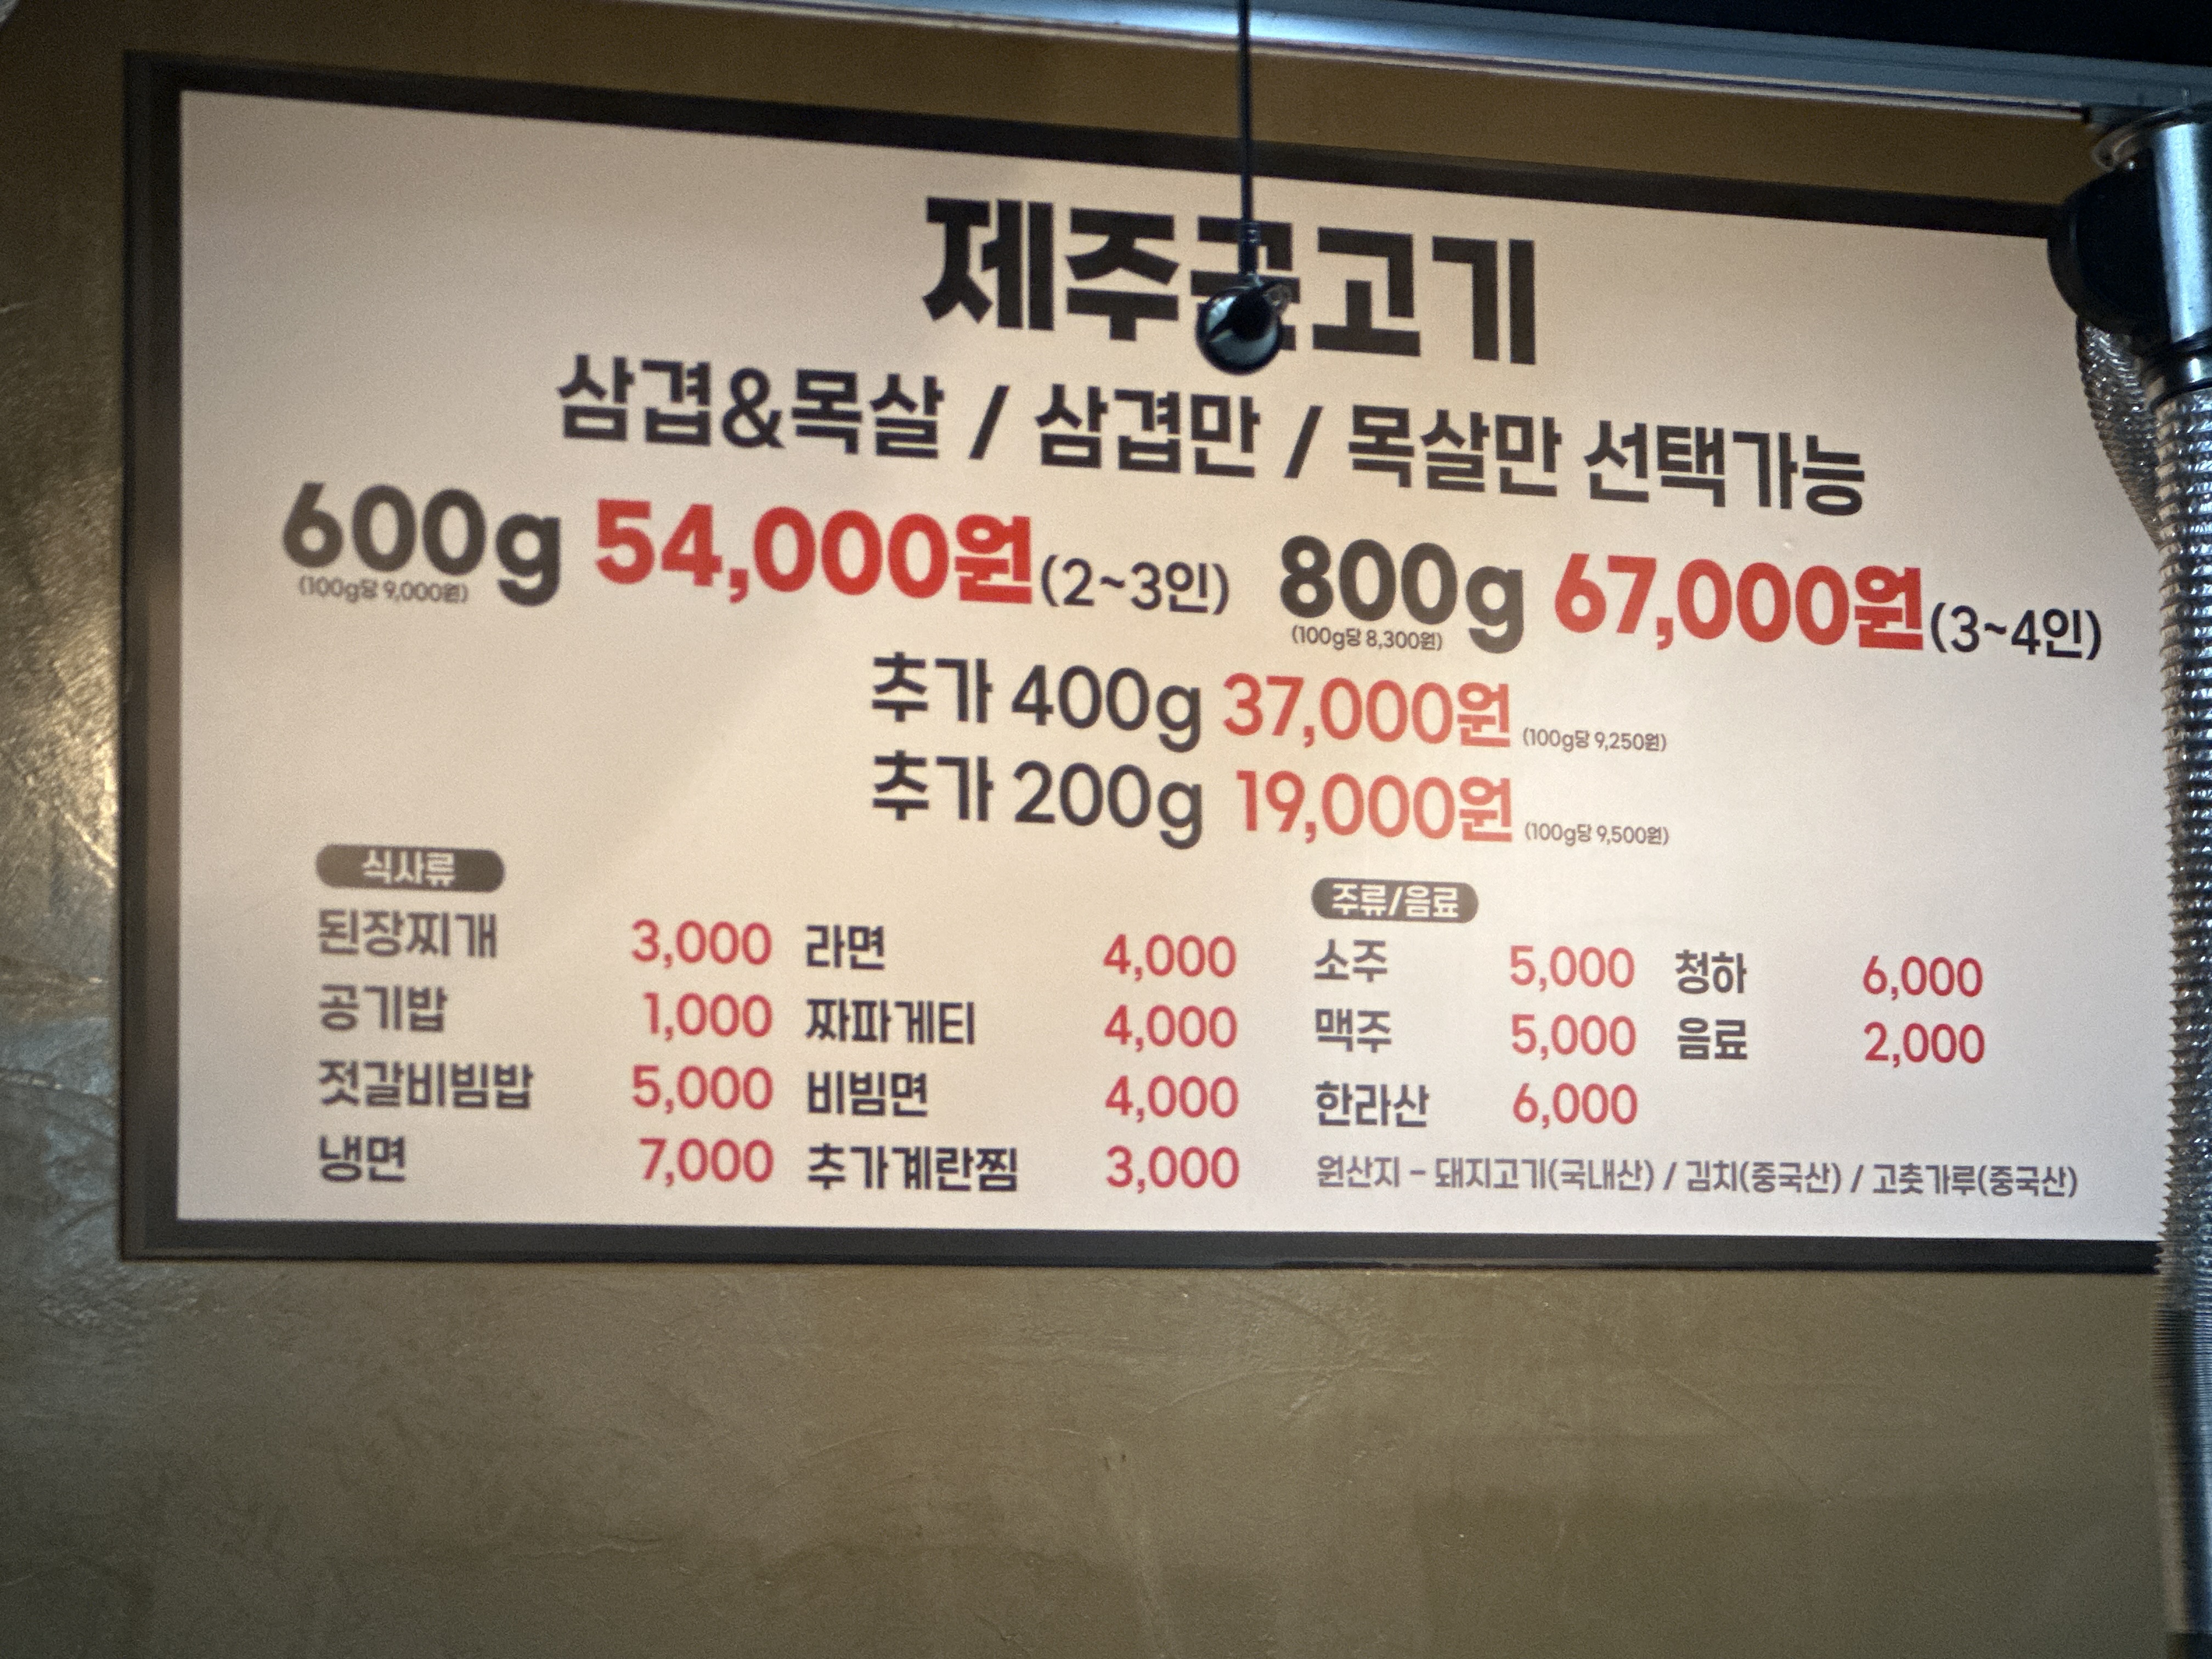 제주근고기
삼겹&목살 / 삼겹만 / 목살만 선택가능
600g 54,000원(2~3인)
(100g당 9,000원)
800g 67,000원(3~4인)
(100g당 8,300원)
추가 400g 37,000원 (100g당 9,250원)
추가 200g 19,000원 (100g당 9,500원)
식사류
된장찌개 3,000 라면 4,000
공기밥 1,000 짜파게티 4,000
젓갈비빔밥 5,000 비빔면 4,000
냉면 7,000 추가계란찜 3,000
주류/음료
소주 5,000 청하 6,000
맥주 5,000 음료 2,000
한라산 6,000
원산지 - 돼지고기(국내산) / 김치(중국산) / 고춧가루(중국산)